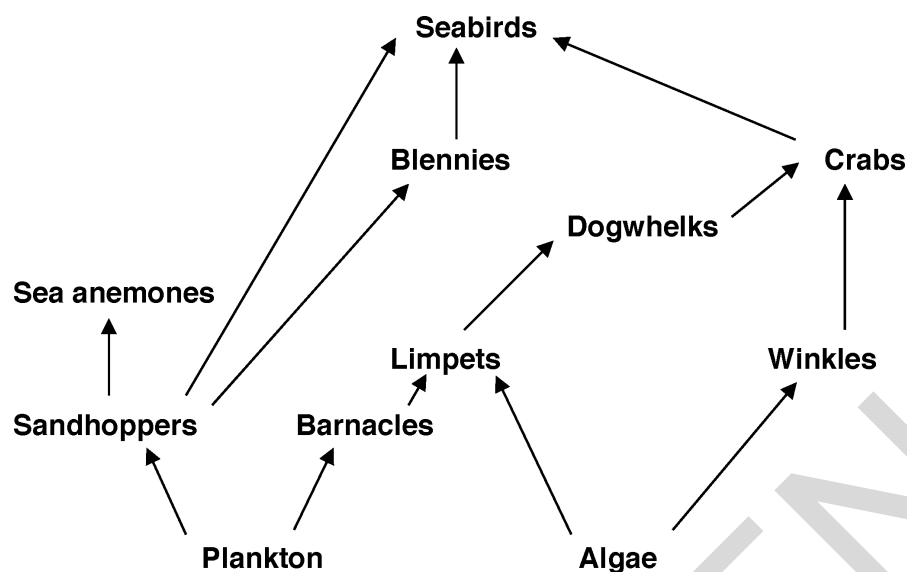 Seabirds
Blennies
Crabs
Dogwhelks
Sea anemones
Limpets
Winkles
Sandhoppers
Barnacles
Plankton
Algae